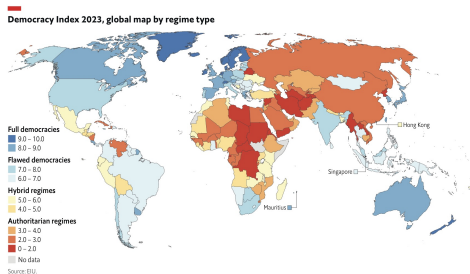 Democracy Index 2023, global map by regime type
Hong Kong
Singapore
Mauritius
Full democracies
9.0 – 10.0
8.0 – 9.0
Flawed democracies
7.0 – 8.0
6.0 – 7.0
Hybrid regimes
5.0 – 6.0
4.0 – 5.0
Authoritarian regimes
3.0 – 4.0
2.0 – 3.0
0 – 2.0
No data
Source: EIU.